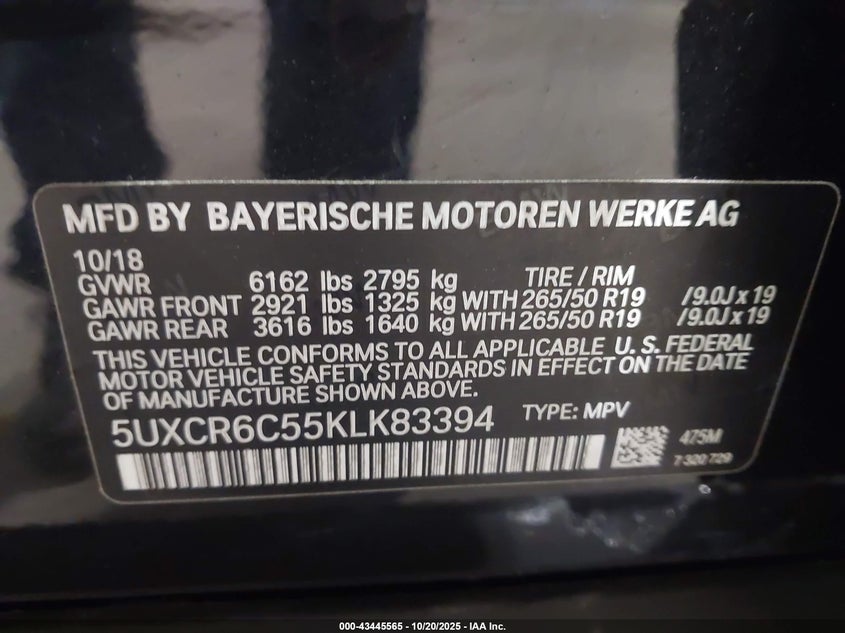 MFD BY BAYERISCHE MOTOREN WERKE AG
10/18
GVWR 6162 lbs 2795 kg TIRE / RIM
GAWR FRONT 2921 lbs 1325 kg WITH 265/50 R19 /9.0J x 19
GAWR REAR 3616 lbs 1640 kg WITH 265/50 R19 /9.0J x 19
THIS VEHICLE CONFORMS TO ALL APPLICABLE U. S. FEDERAL
MOTOR VEHICLE SAFETY STANDARDS IN EFFECT ON THE DATE
OF MANUFACTURE SHOWN ABOVE.
5UXCR6C55KLK83394 TYPE: MPV
475M
7 320 729
000-43445565 - 10/20/2025 - IAA Inc.